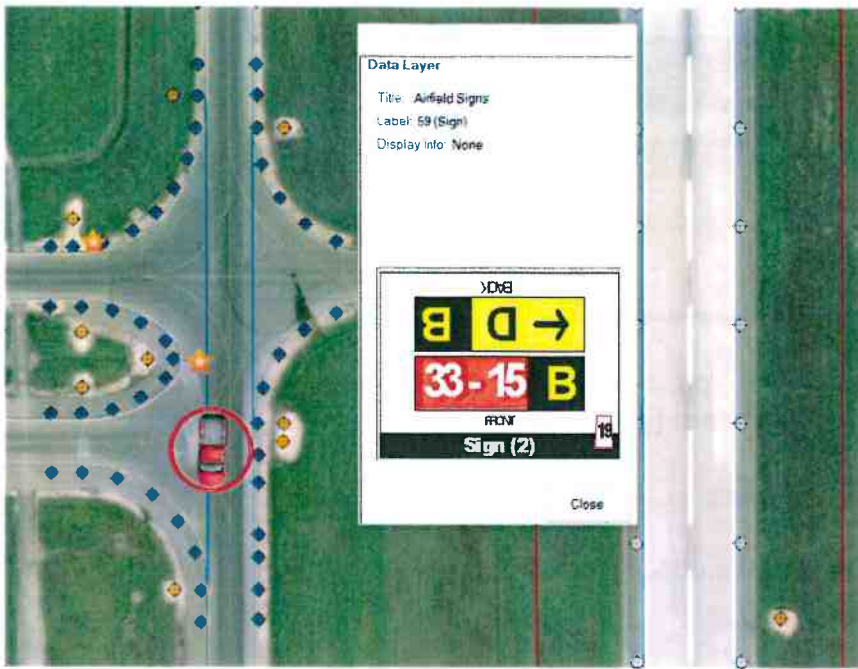 Data Layer
Title: Airfield Signs
Label: 59 (Sign)
Display Info: None
BACK
B D →
33 - 15 B
FRONT
Sign (2)
19
Close